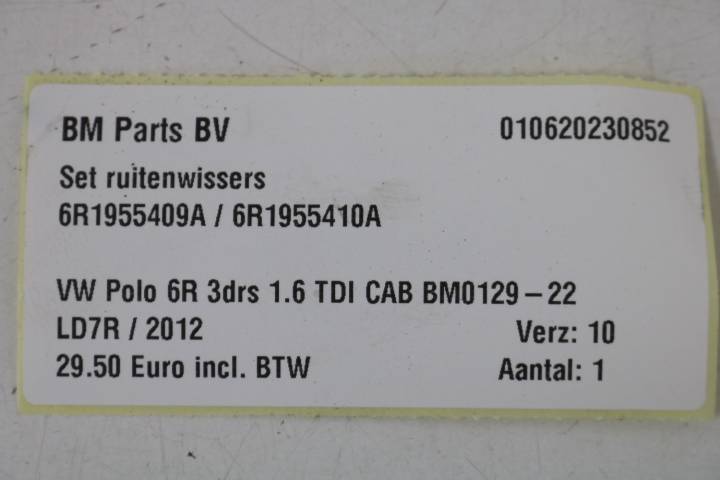 BM Parts BV 010620230852
Set ruitenwissers
6R1955409A / 6R1955410A
VW Polo 6R 3drs 1.6 TDI CAB BM0129-22
LD7R / 2012 Verz: 10
29.50 Euro incl. BTW Aantal: 1